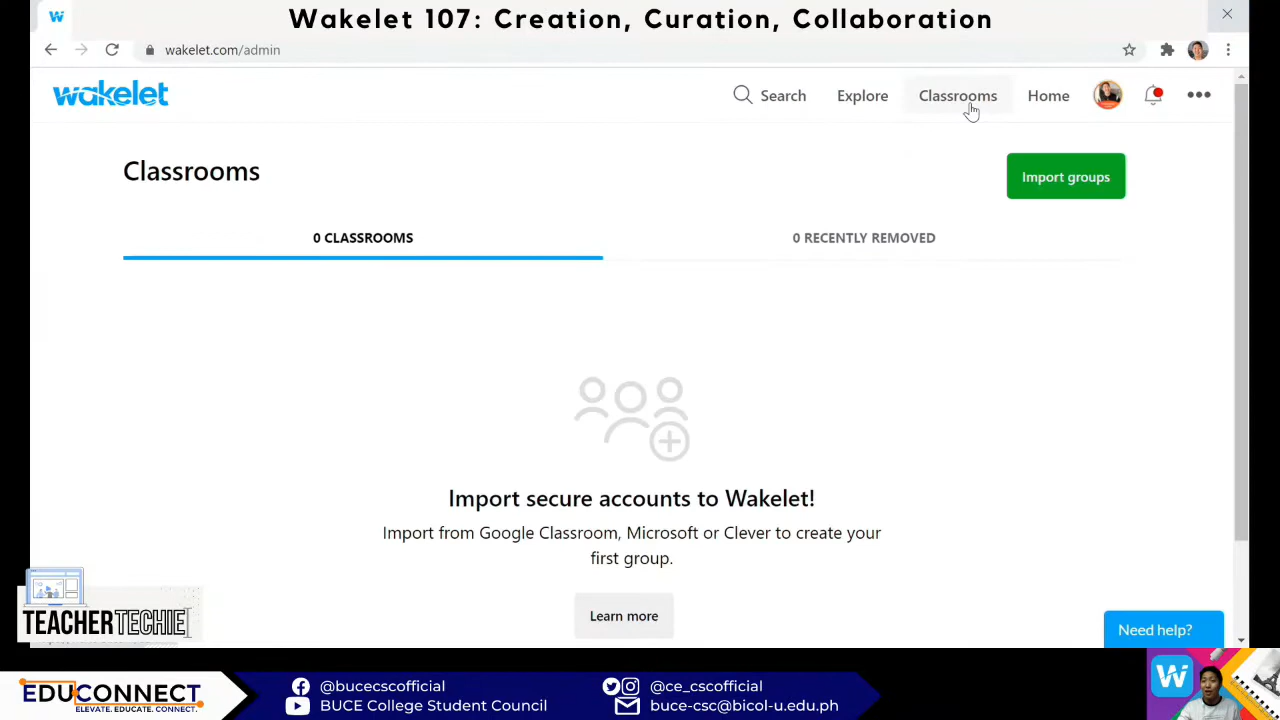 Wakelet 107: Creation, Curation, Collaboration
wakelet.com/admin
wakelet
Search
Explore
Classrooms
Home
Classrooms
Import groups
0 CLASSROOMS
0 RECENTLY REMOVED
Import secure accounts to Wakelet!
Import from Google Classroom, Microsoft or Clever to create your
first group.
Learn more
Need help?
TEACHERTECHIE
EDUCONNECT
ELEVATE. EDUCATE. CONNECT.
@bucecscofficial
BUCE College Student Council
@ce_cscofficial
buce-csc@bicol-u.edu.ph
W